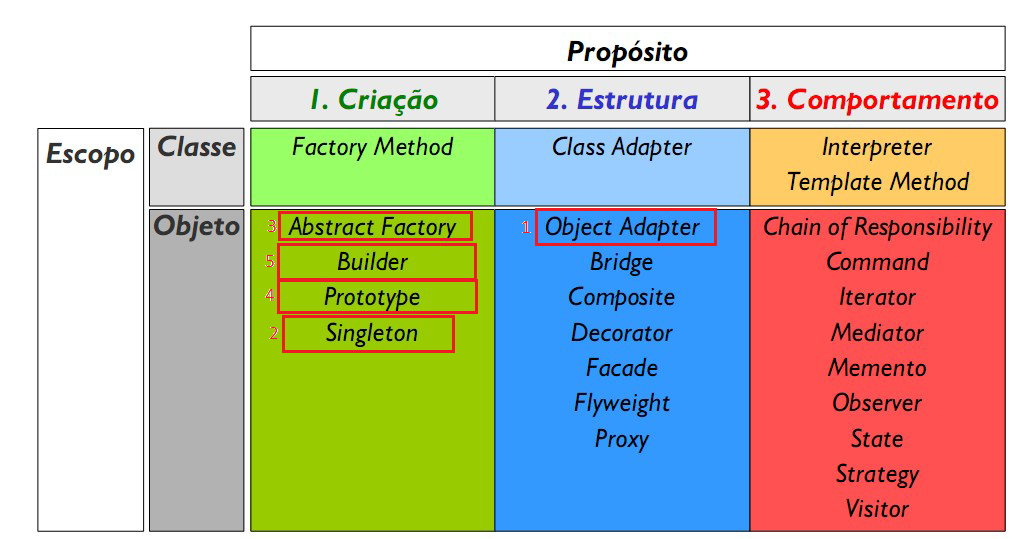 Propósito
1. Criação 2. Estrutura 3. Comportamento
Escopo Classe Factory Method Class Adapter Interpreter
Template Method
Objeto 3 Abstract Factory 1 Object Adapter Chain of Responsibility
5 Builder Bridge Command
4 Prototype Composite Iterator
2 Singleton Decorator Mediator
Facade Memento
Flyweight Observer
Proxy State
Strategy
Visitor